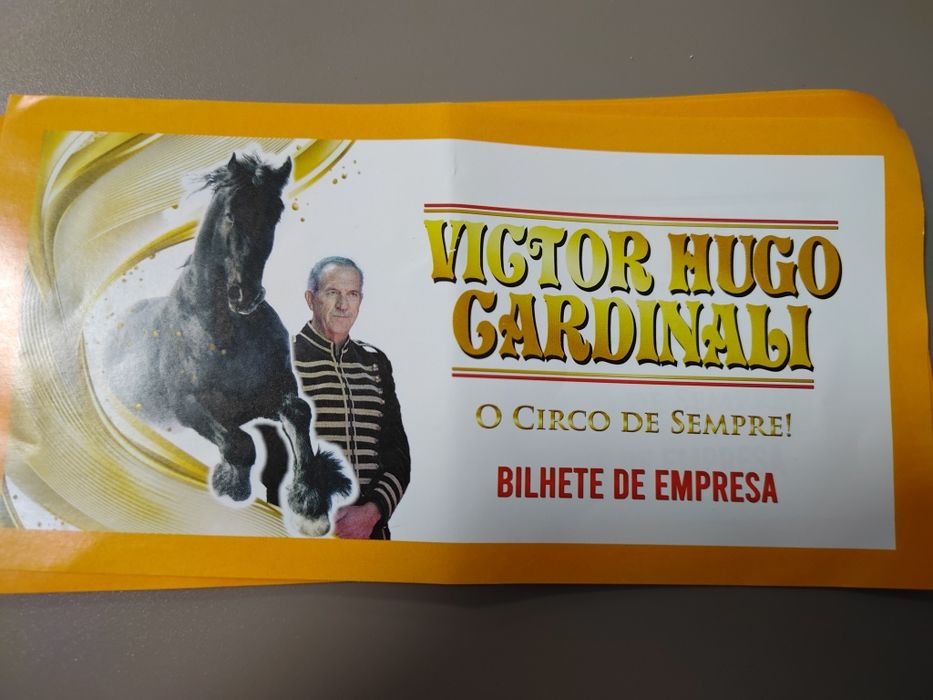 VICTOR HUGO
CARDINALI
O CIRCO DE SEMPRE!
BILHETE DE EMPRESA